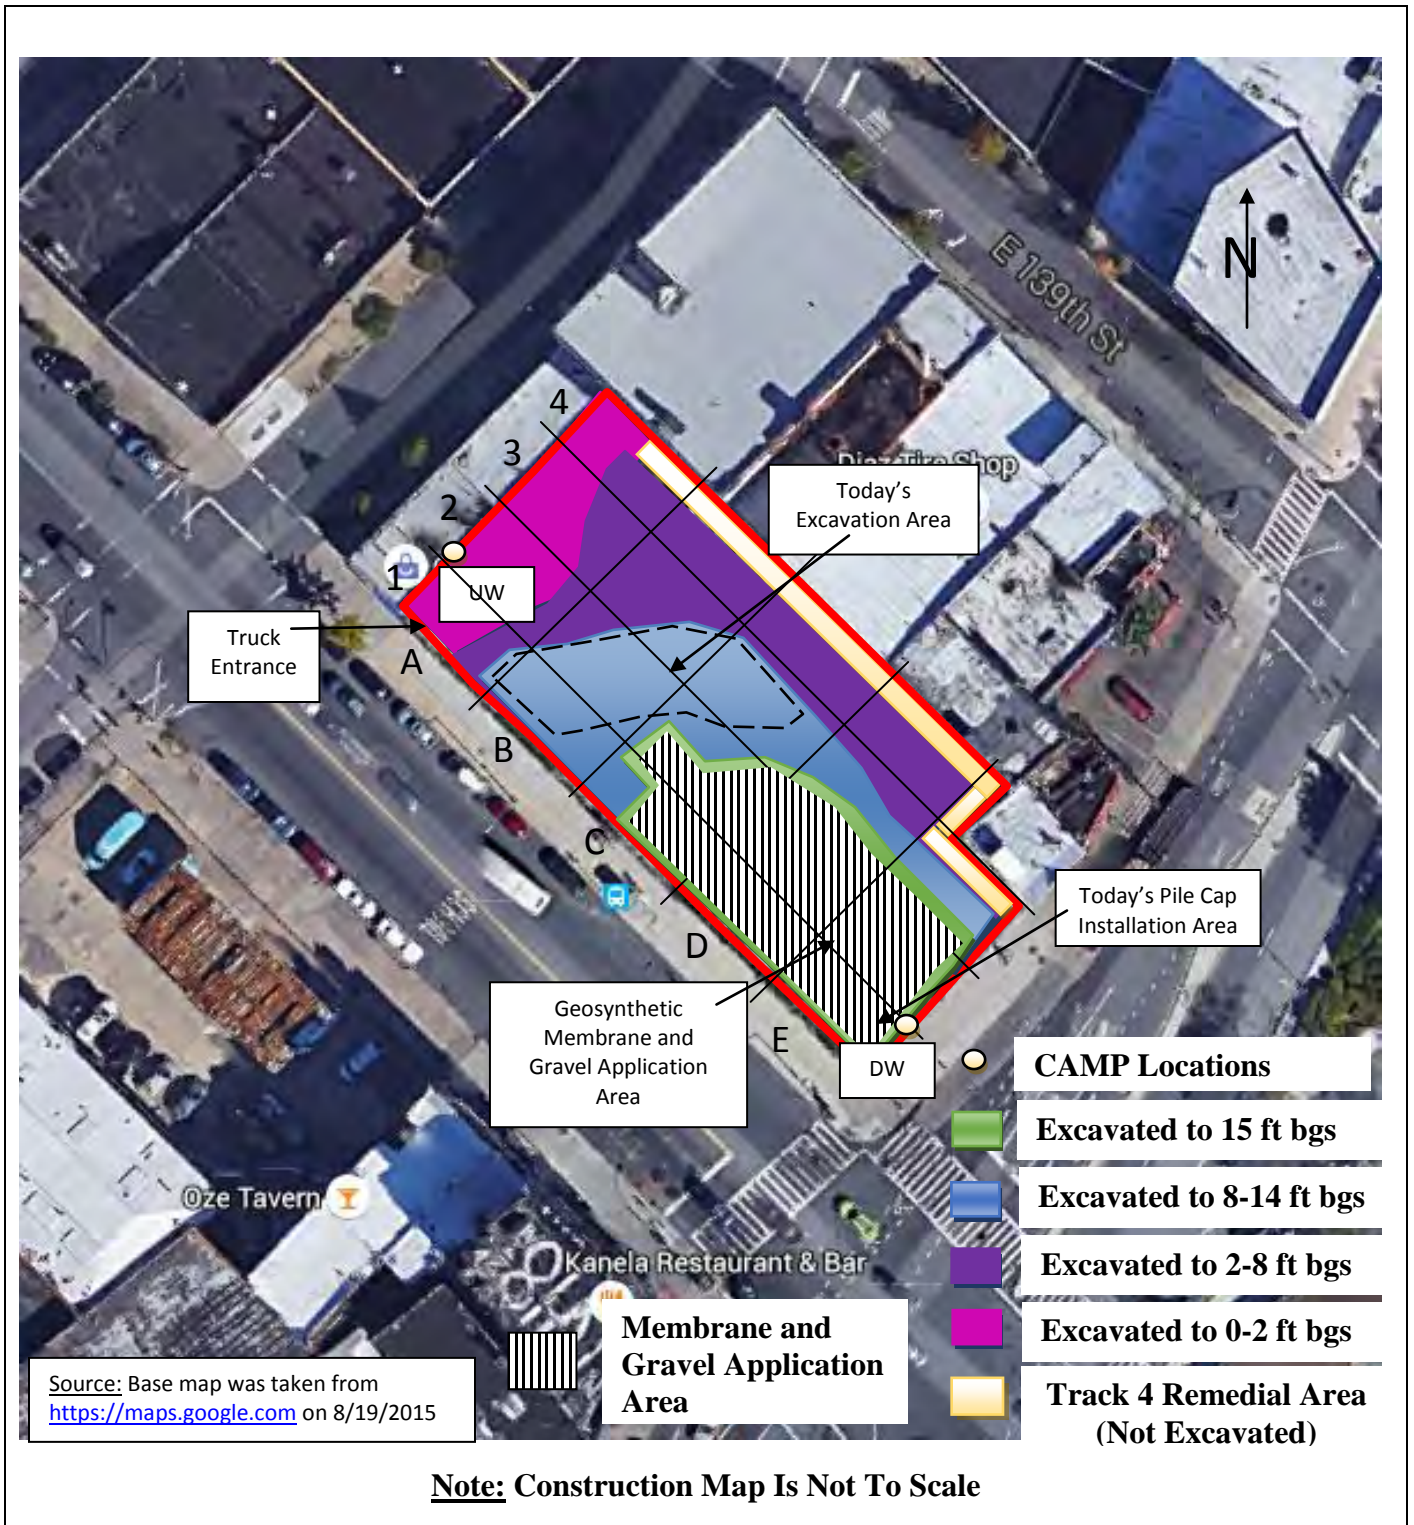 E 139th St
N
4
3
2
1
Diaz Tire Shop
Today's
Excavation Area
UW
Truck
Entrance
A
B
C
D
E
Today's Pile Cap
Installation Area
Geosynthetic
Membrane and
Gravel Application
Area
DW
CAMP Locations
Excavated to 15 ft bgs
Excavated to 8-14 ft bgs
Excavated to 2-8 ft bgs
Excavated to 0-2 ft bgs
Track 4 Remedial Area
(Not Excavated)
Oze Tavern
Kanela Restaurant & Bar
Membrane and
Gravel Application
Area
Source: Base map was taken from
https://maps.google.com on 8/19/2015
Note: Construction Map Is Not To Scale